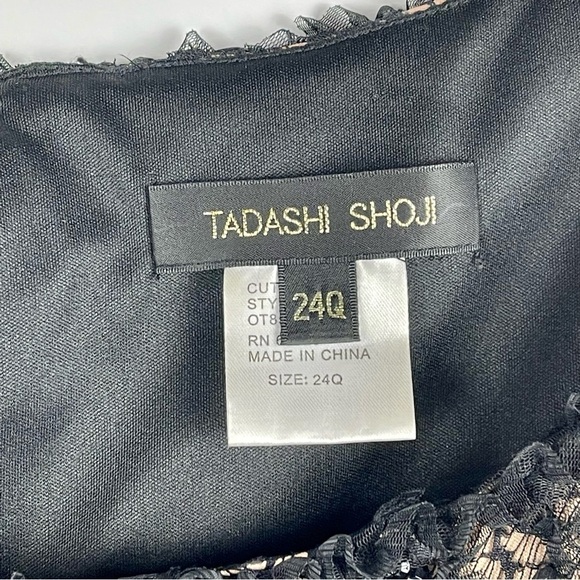 TADASHI SHOJI
24Q
CUT
STY
OT8
RN
MADE IN CHINA
SIZE: 24Q